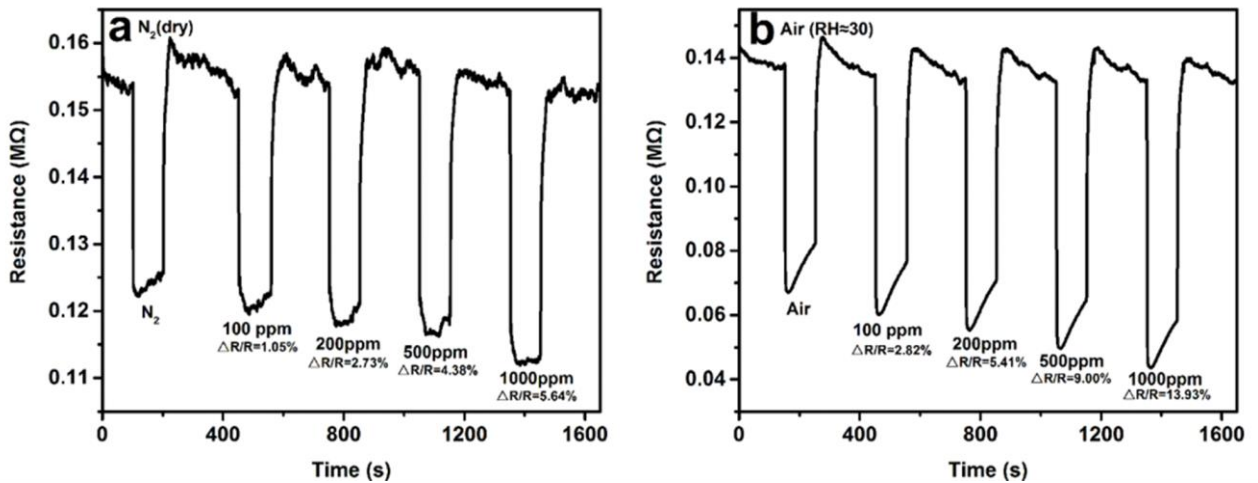 a N₂(dry)
0.16
0.15
0.14
0.13
0.12
0.11
Resistance (MΩ)
N₂
100 ppm
△R/R=1.05%
200ppm
△R/R=2.73%
500ppm
△R/R=4.38%
1000ppm
△R/R=5.64%
0 400 800 1200 1600
Time (s)
b Air (RH≈30)
0.14
0.12
0.10
0.08
0.06
0.04
Resistance (MΩ)
Air
100 ppm
△R/R=2.82%
200ppm
△R/R=5.41%
500ppm
△R/R=9.00%
1000ppm
△R/R=13.93%
0 400 800 1200 1600
Time (s)